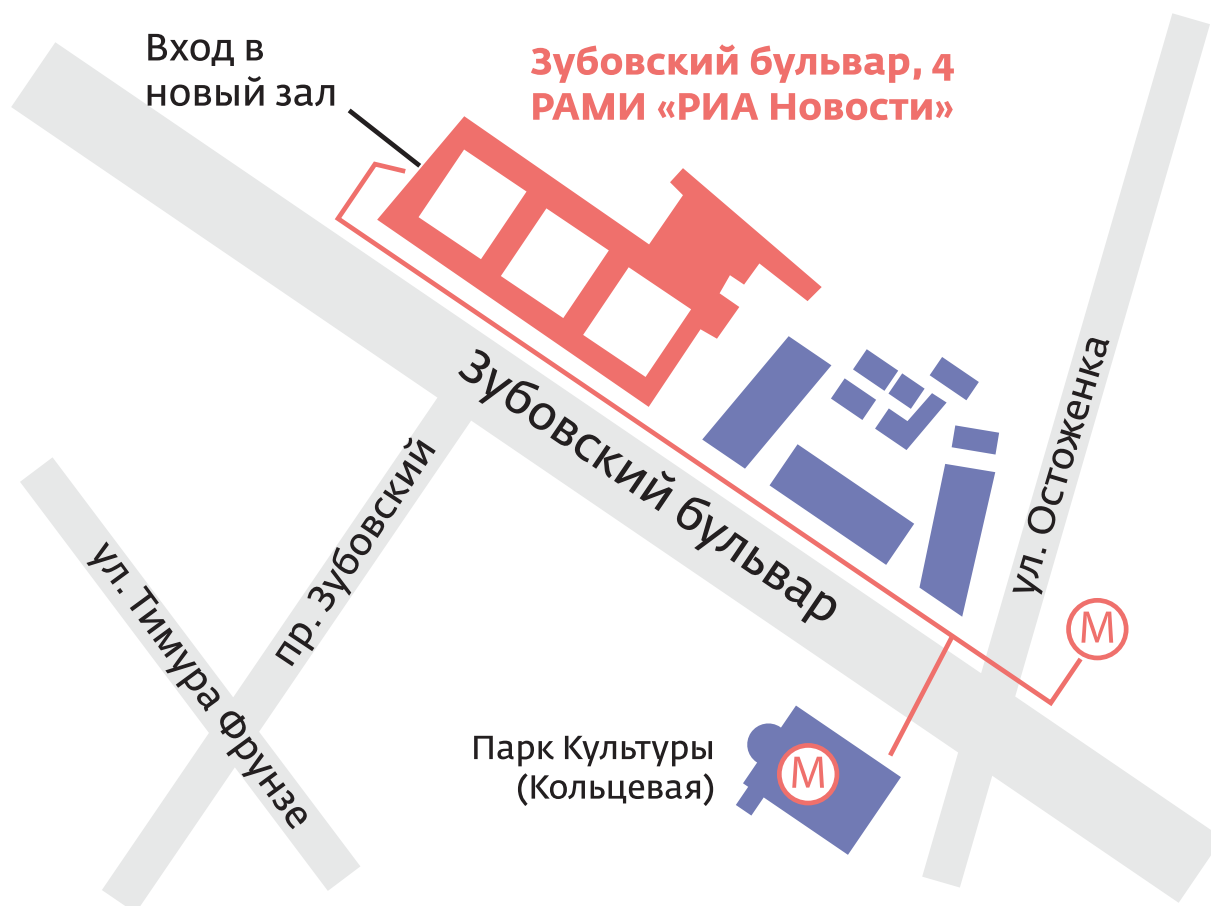 Вход в
новый зал
Зубовский бульвар, 4
РАМИ «РИА Новости»
Зубовский бульвар
ул. Остоженка
пр. Зубовский
ул. Тимура Фрунзе
М
Парк Культуры
(Кольцевая)
М